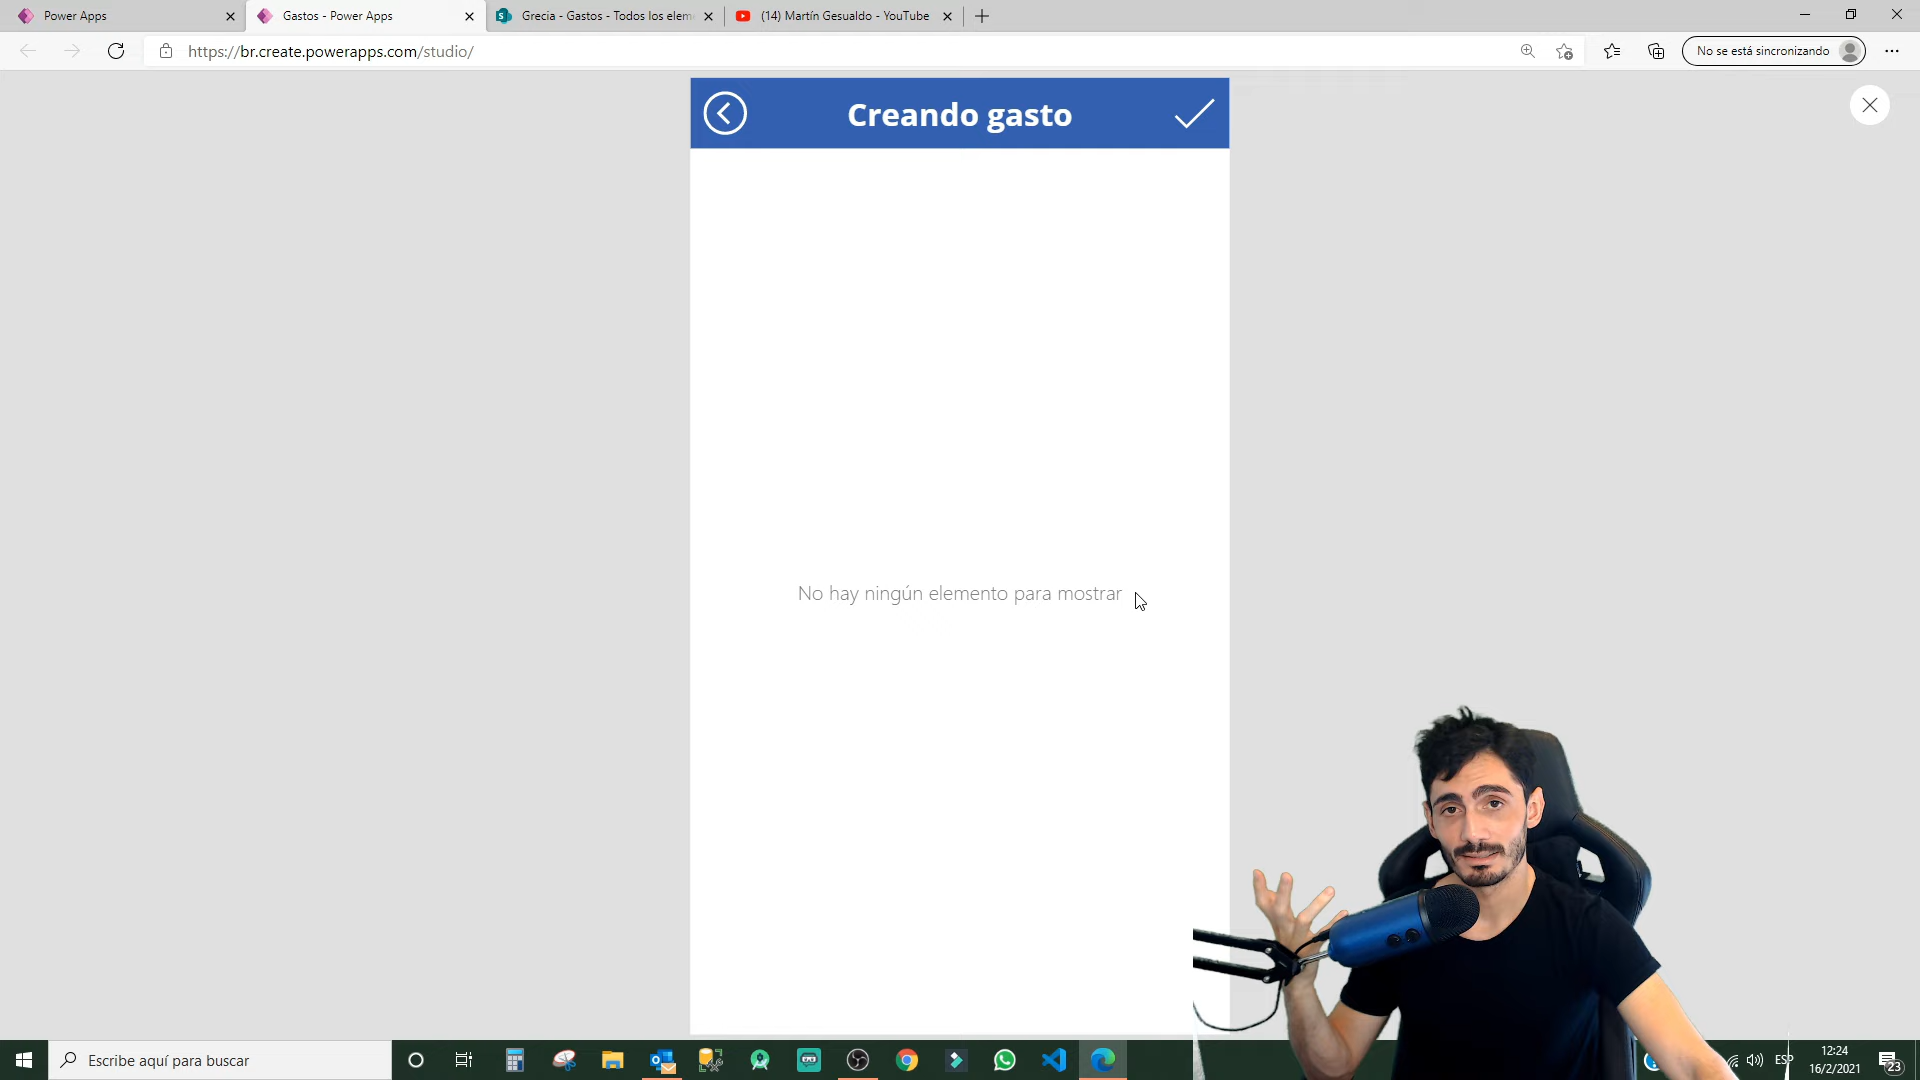 Power Apps
Gastos - Power Apps
Grecia - Gastos - Todos los elem
(14) Martín Gesualdo - YouTube
https://br.create.powerapps.com/studio/
No se está sincronizando
Creando gasto
No hay ningún elemento para mostrar
Escribe aquí para buscar
ESP
12:24
16/2/2021
23